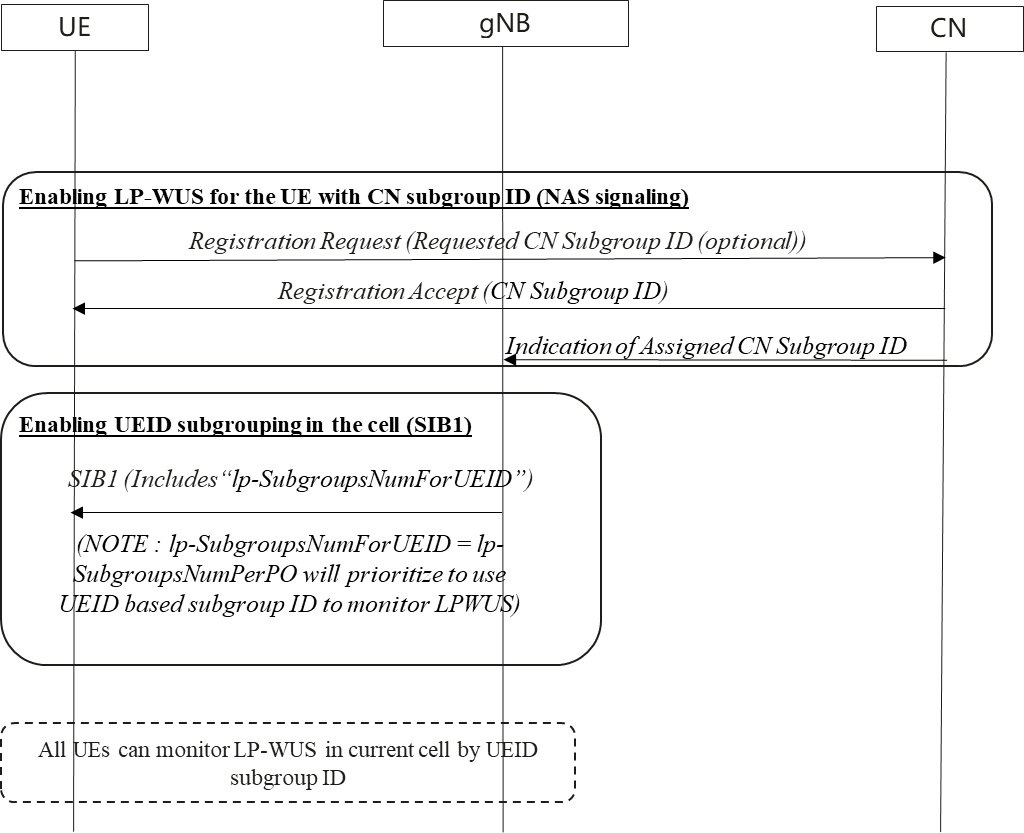 UE
gNB
CN
Enabling LP-WUS for the UE with CN subgroup ID (NAS signaling)
Registration Request (Requested CN Subgroup ID (optional))
Registration Accept (CN Subgroup ID)
Indication of Assigned CN Subgroup ID
Enabling UEID subgrouping in the cell (SIB1)
SIB1 (Includes “lp-SubgroupsNumForUEID”)
(NOTE : lp-SubgroupsNumForUEID = lp-
SubgroupsNumPerPO will prioritize to use
UEID based subgroup ID to monitor LPWUS)
All UEs can monitor LP-WUS in current cell by UEID
subgroup ID